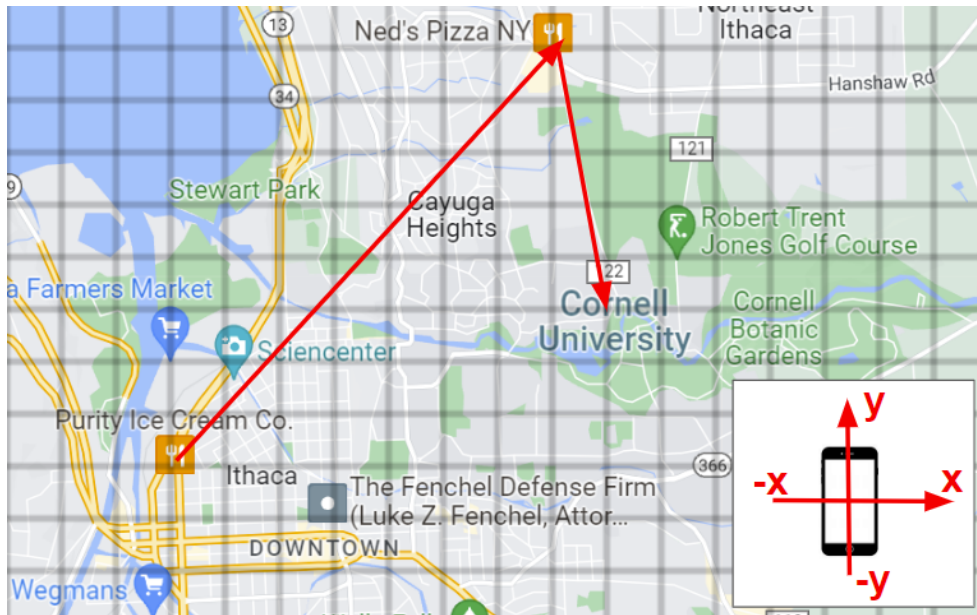 Northeast
Ithaca
13
Ned's Pizza NY
Hanshaw Rd
34
121
Stewart Park
9
Cayuga
Heights
Robert Trent
Jones Golf Course
22
a Farmers Market
Cornell
University
Cornell
Botanic
Gardens
Sciencenter
Purity Ice Cream Co.
Ithaca
366
The Fenchel Defense Firm
(Luke Z. Fenchel, Attor...
DOWNTOWN
Wegmans
y
-x
x
-y